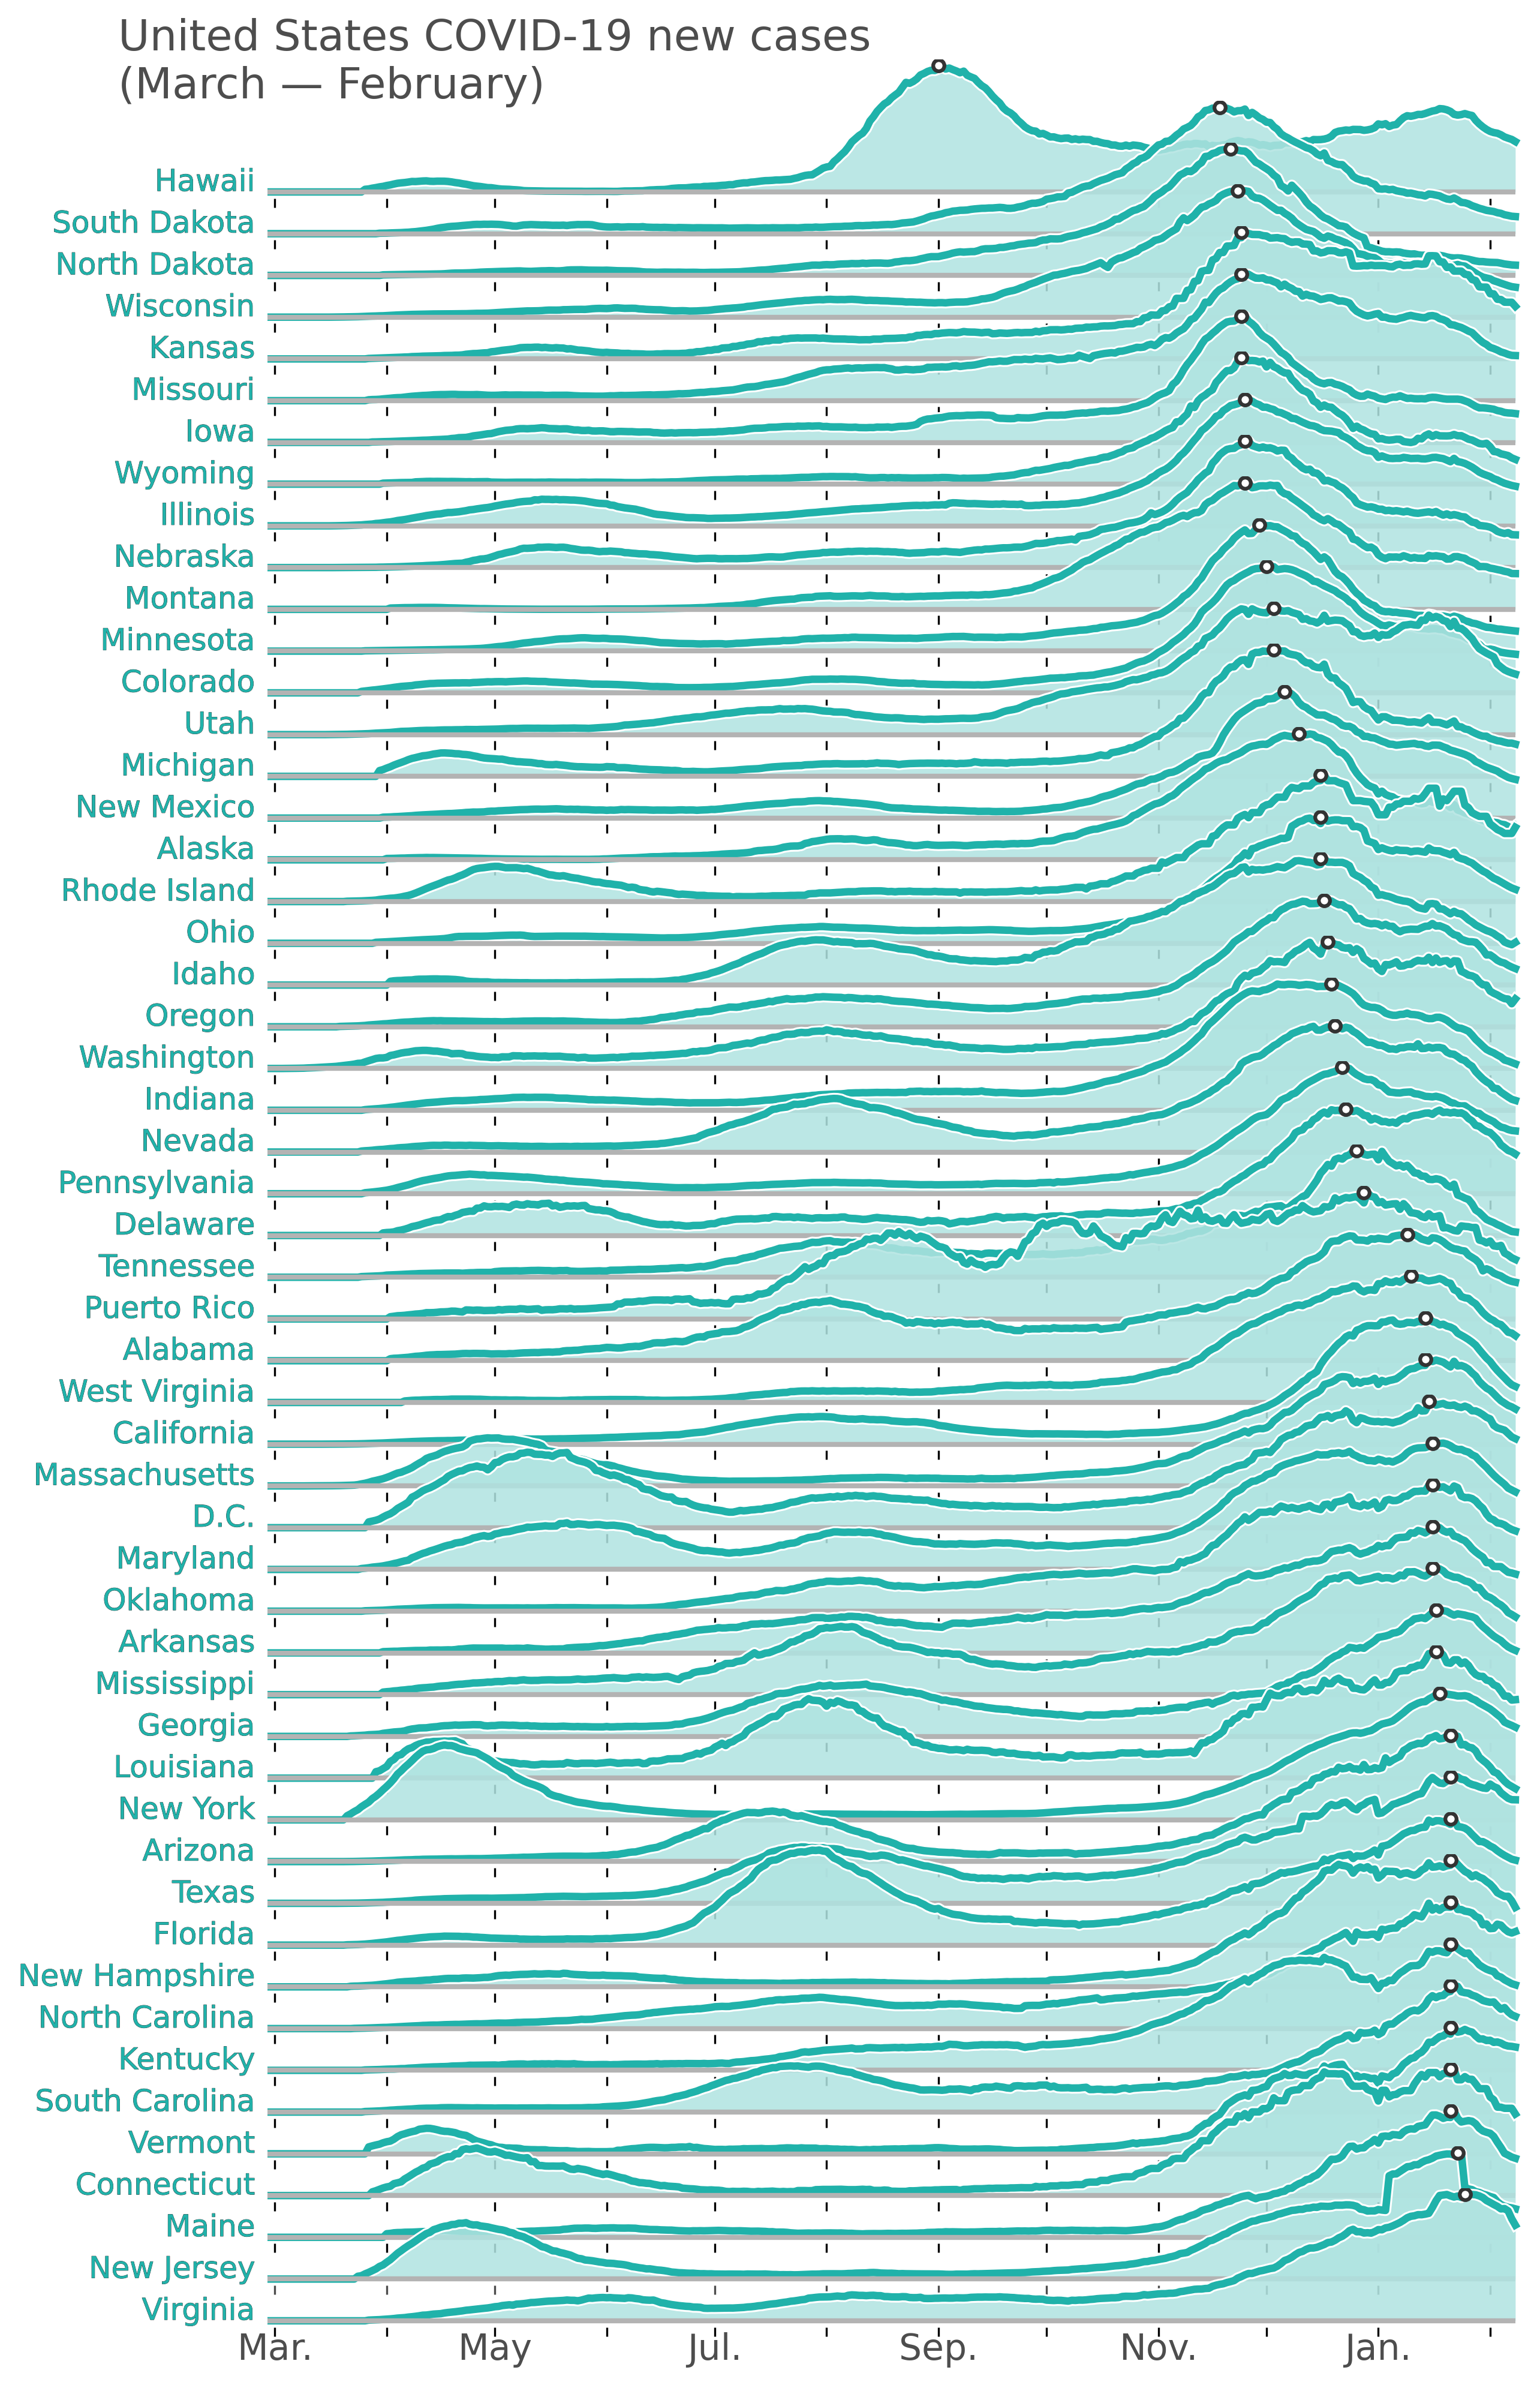 United States COVID-19 new cases
(March — February)
Hawaii
South Dakota
North Dakota
Wisconsin
Kansas
Missouri
Iowa
Wyoming
Illinois
Nebraska
Montana
Minnesota
Colorado
Utah
Michigan
New Mexico
Alaska
Rhode Island
Ohio
Idaho
Oregon
Washington
Indiana
Nevada
Pennsylvania
Delaware
Tennessee
Puerto Rico
Alabama
West Virginia
California
Massachusetts
D.C.
Maryland
Oklahoma
Arkansas
Mississippi
Georgia
Louisiana
New York
Arizona
Texas
Florida
New Hampshire
North Carolina
Kentucky
South Carolina
Vermont
Connecticut
Maine
New Jersey
Virginia
Mar. May Jul. Sep. Nov. Jan.